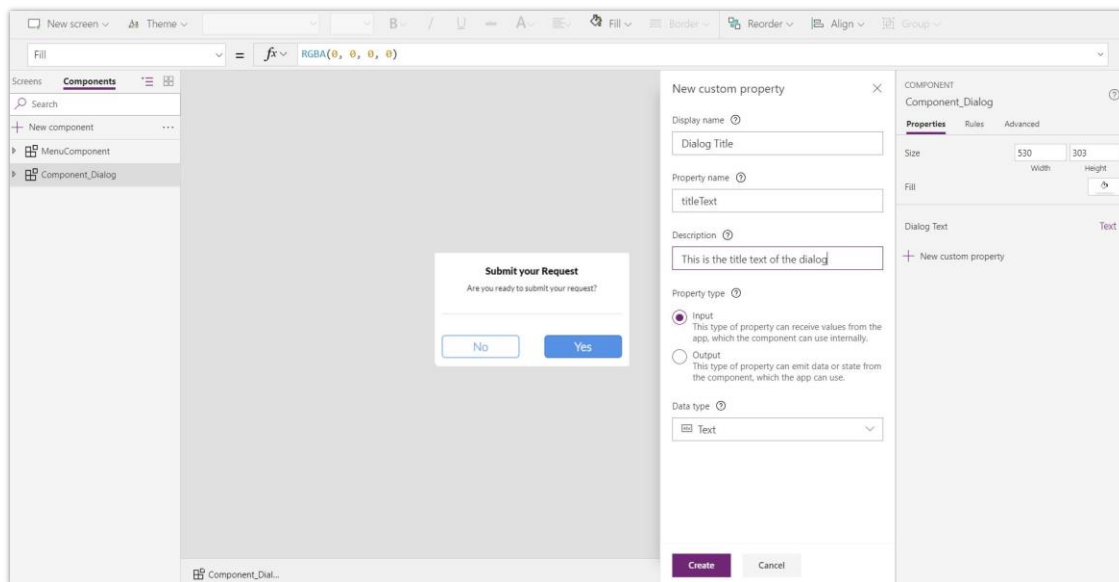 New screen
Theme
B
/
U
abc
A
Fill
Border
Reorder
Align
Group
Fill
=
fx
RGBA(0, 0, 0, 0)
Screens
Components
Search
New component
...
MenuComponent
Component_Dialog
Submit your Request
Are you ready to submit your request?
No
Yes
Component_Dial...
New custom property
Display name
Dialog Title
Property name
titleText
Description
This is the title text of the dialog
Property type
Input
This type of property can receive values from the
app, which the component can use internally.
Output
This type of property can emit data or state from
the component, which the app can use.
Data type
Abc Text
Create
Cancel
COMPONENT
Component_Dialog
Properties
Rules
Advanced
Size
530
303
Width
Height
Fill
Dialog Text
Text
New custom property